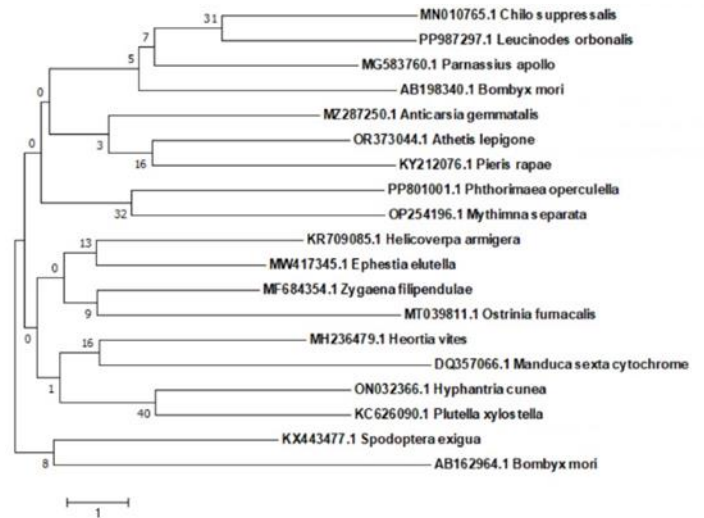 31
MN010765.1 Chilo suppressalis
7
PP987297.1 Leucinodes orbonalis
5
MG583760.1 Parnassius apollo
0
AB198340.1 Bombyx mori
MZ287250.1 Anticarsia gemmatalis
0
3
OR373044.1 Athetis lepigone
16
KY212076.1 Pieris rapae
PP801001.1 Phthorimaea operculella
32
OP254196.1 Mythimna separata
13
KR709085.1 Helicoverpa armigera
0
MW417345.1 Ephestia elutella
MF684354.1 Zygaena filipendulae
9
MT039811.1 Ostrinia furnacalis
0
16
MH236479.1 Heortia vites
DQ357066.1 Manduca sexta cytochrome
1
ON032366.1 Hyphantria cunea
40
KC626090.1 Plutella xylostella
KX443477.1 Spodoptera exigua
8
AB162964.1 Bombyx mori
1